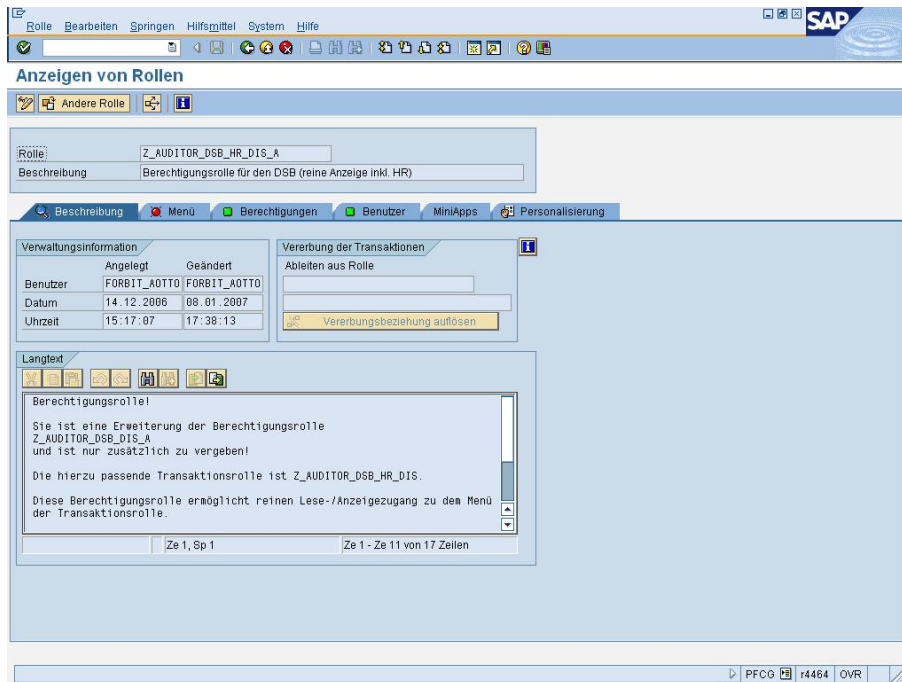 Rolle Bearbeiten Springen Hilfsmittel System Hilfe
SAP
Anzeigen von Rollen
Andere Rolle
Rolle Z_AUDITOR_DSB_HR_DIS_A
Beschreibung Berechtigungsrolle für den DSB (reine Anzeige inkl. HR)
Beschreibung Menü Berechtigungen Benutzer MiniApps Personalisierung
Verwaltungsinformation Vererbung der Transaktionen
Angelegt Geändert Ableiten aus Rolle
Benutzer FORBIT_AOTTO FORBIT_AOTTO
Datum 14.12.2006 08.01.2007
Uhrzeit 15:17:07 17:38:13 Vererbungsbeziehung auflösen
Langtext
Berechtigungsrolle!
Sie ist eine Erweiterung der Berechtigungsrolle
Z_AUDITOR_DSB_DIS_A
und ist nur zusätzlich zu vergeben!
Die hierzu passende Transaktionsrolle ist Z_AUDITOR_DSB_HR_DIS.
Diese Berechtigungsrolle ermöglicht reinen Lese-/Anzeigezugang zu dem Menü
der Transaktionsrolle.
Ze 1, Sp 1 Ze 1 - Ze 11 von 17 Zeilen
PFCG r4464 OVR